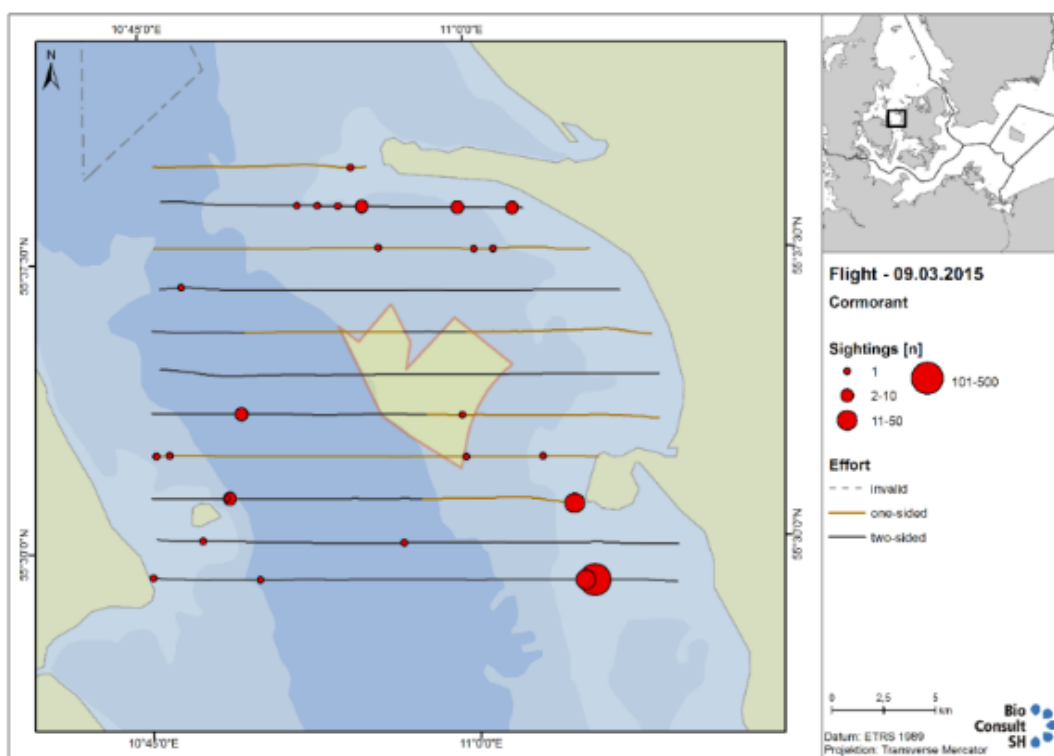 10°45'0"E
11°0'0"E
N
55°37'30"N
55°37'30"N
55°30'0"N
55°30'0"N
10°45'0"E
11°0'0"E
Flight - 09.03.2015
Cormorant
Sightings [n]
1
2-10
11-50
101-500
Effort
invalid
one-sided
two-sided
0 2,5 5
km
Datum: ETRS 1989
Projektion: Transverse Mercator
Bio
Consult
SH